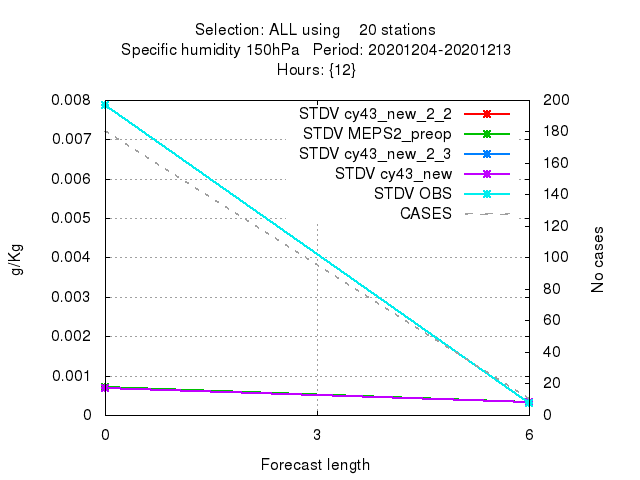 Selection: ALL using    20 stations
Specific humidity 150hPa   Period: 20201204-20201213
Hours: {12}
0.008
0.007
0.006
0.005
0.004
0.003
0.002
0.001
0
200
180
160
140
120
100
80
60
40
20
0
STDV cy43_new_2_2
STDV MEPS2_preop
STDV cy43_new_2_3
STDV cy43_new
STDV OBS
CASES
g/Kg
No cases
0 3 6
Forecast length